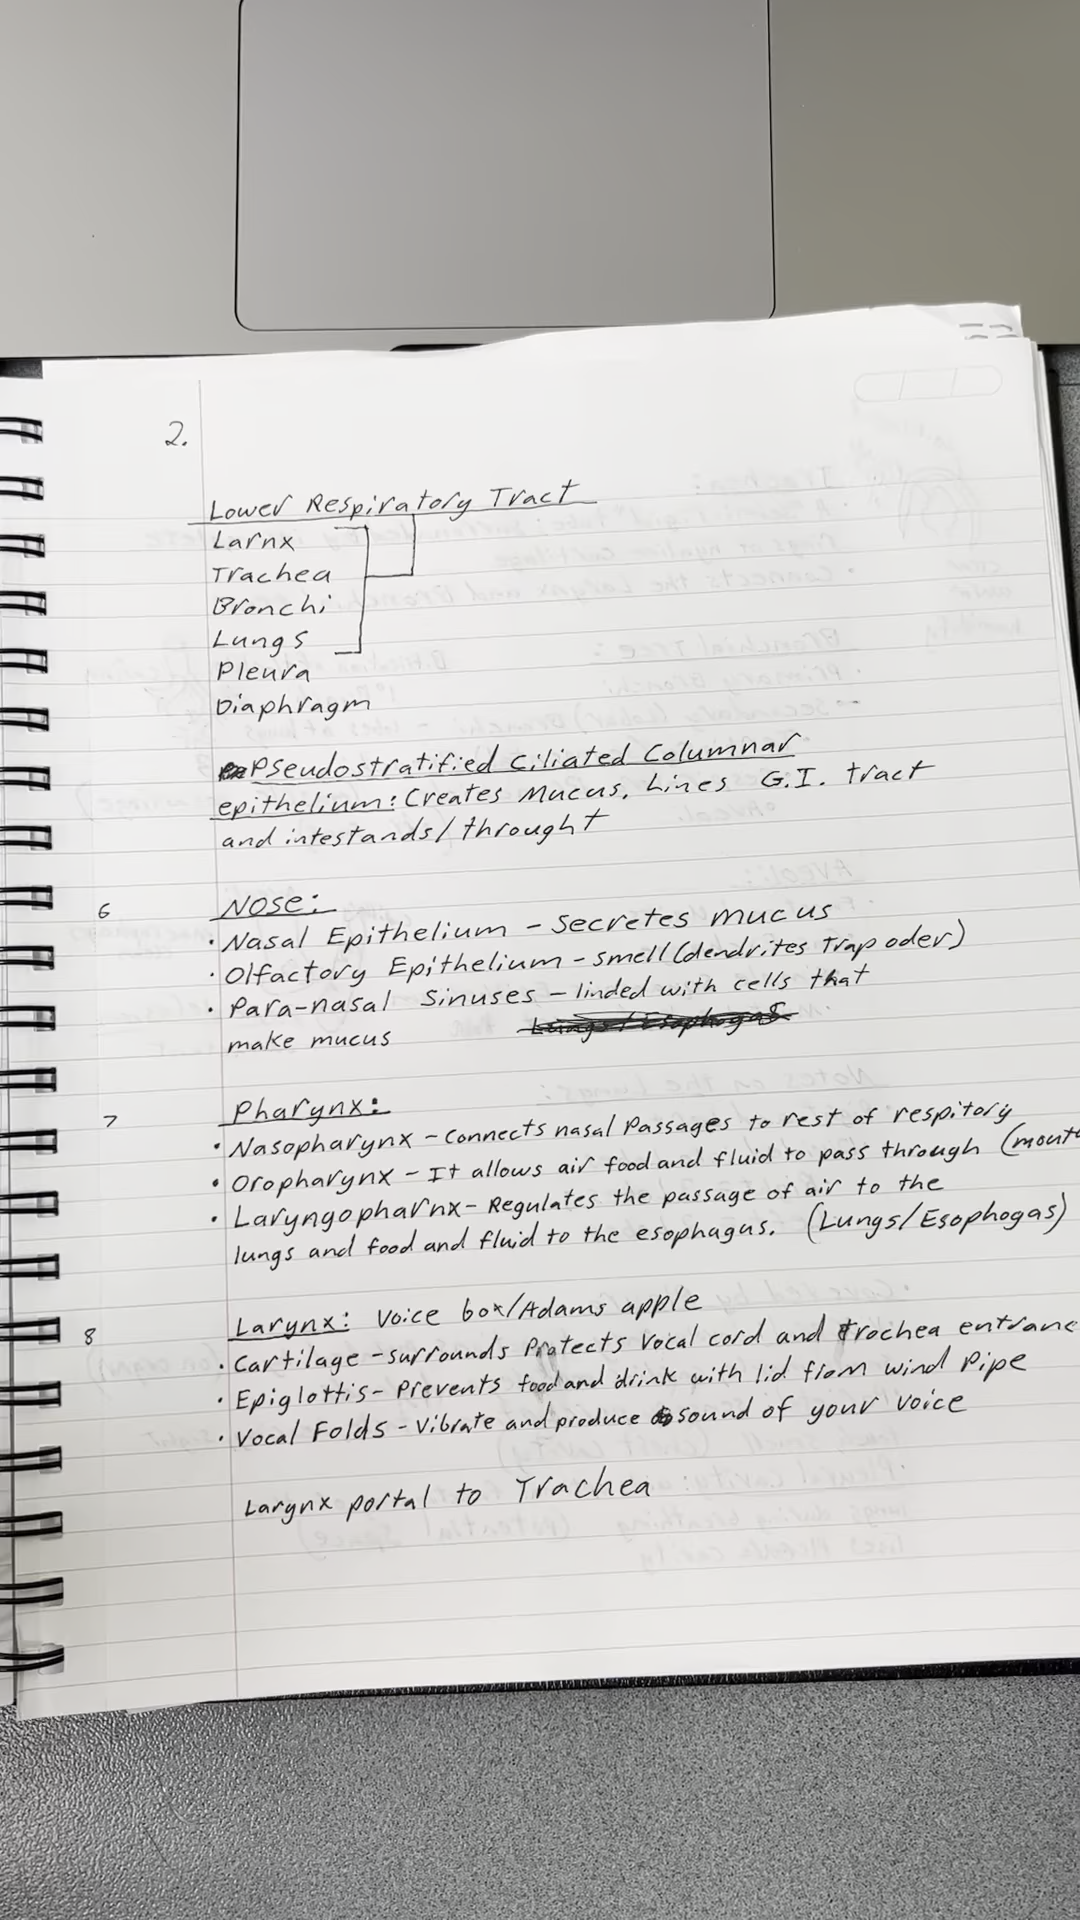 2.
Lower Respiratory Tract
Larnx
Trachea
Bronchi
Lungs
Pleura
Diaphragm
Pseudostratified Ciliated Columnar
epithelium: Creates Mucus, Lines G.I. tract
and intestands/throught
6 Nose:
• Nasal Epithelium - Secretes mucus
• Olfactory Epithelium - smell (dendrites trap oder)
• Para-nasal Sinuses - linded with cells that
make mucus Lungs/Esophogas
7 Pharynx:
• Nasopharynx - Connects nasal Passages to rest of respitory
• Oropharynx - It allows air food and fluid to pass through (mout
• Laryngopharnx - Regulates the passage of air to the
lungs and food and fluid to the esophagus. (Lungs/Esophogas)
8 Larynx: Voice box/Adams apple
• Cartilage - surrounds Protects Vocal cord and trochea entranc
• Epiglottis - Prevents food and drink with lid from wind Pipe
• Vocal Folds - Vibrate and produce sound of your voice
Larynx portal to Trachea